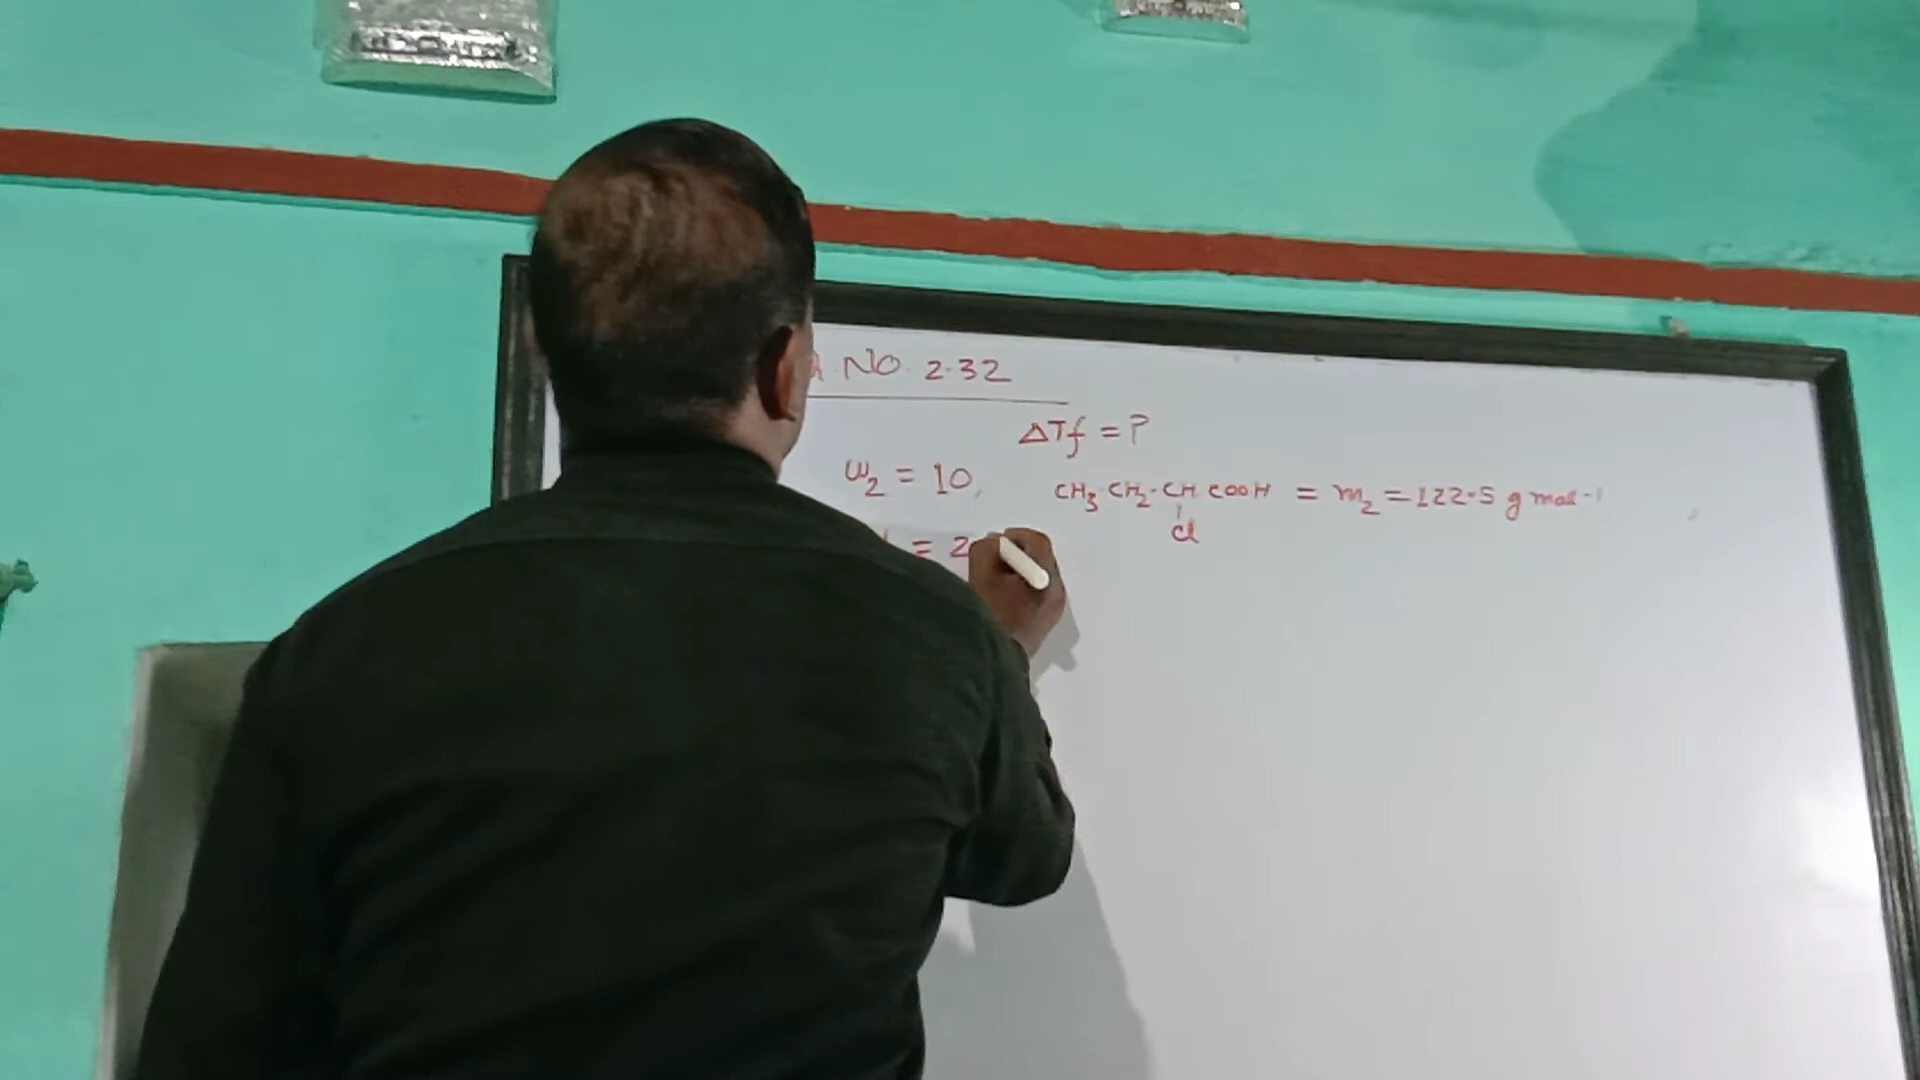 NO. 2.32
ΔTf = ?
w₂ = 10, CH₃ CH₂-CH COOH = m₂ = 122.5 g mol⁻¹
Cl
= 2